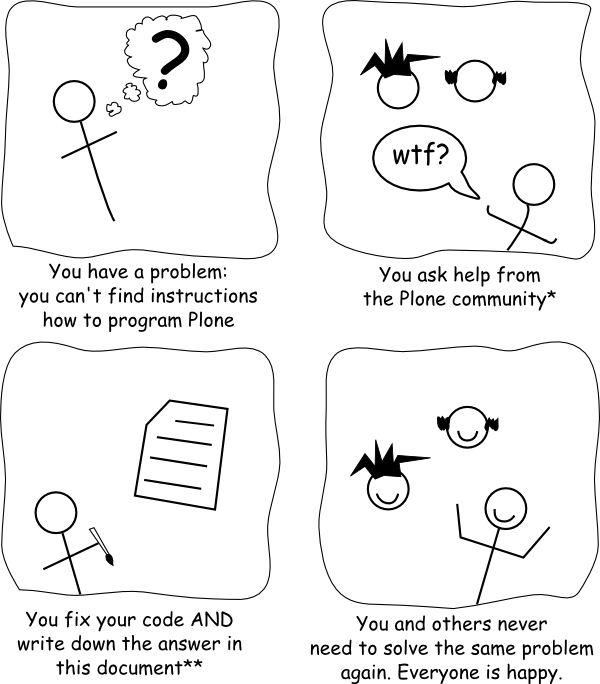 ?
You have a problem:
you can't find instructions
how to program Plone
wtf?
You ask help from
the Plone community*
You fix your code AND
write down the answer in
this document**
You and others never
need to solve the same problem
again. Everyone is happy.